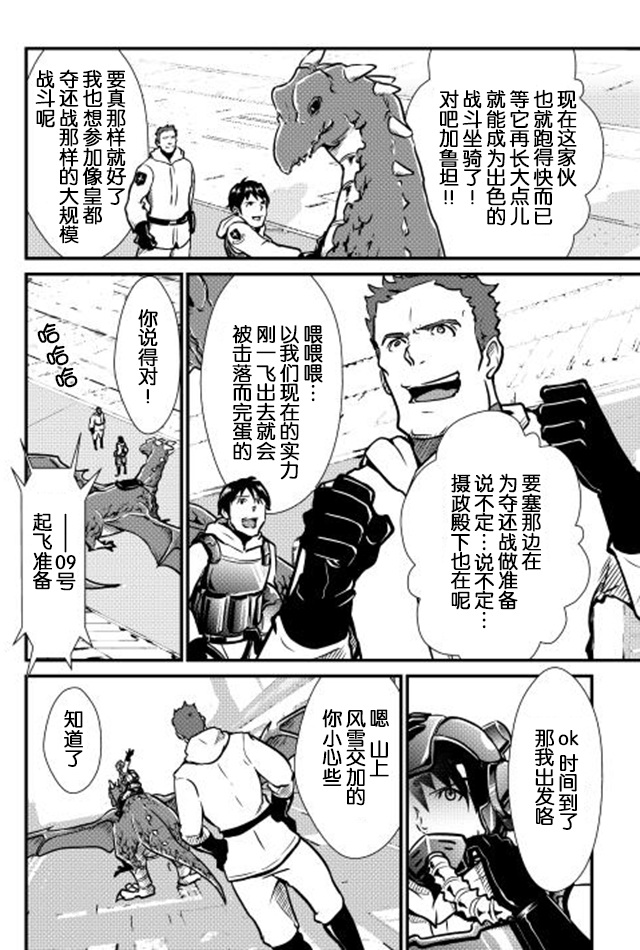 现在这家伙
也就跑得快而已
等它再长大点儿
就能成为出色的
战斗坐骑了！
对吧加鲁坦!!
要真那样就好了
我也想参加像皇都
夺还战那样的大规模
战斗呢
要塞那边在
为夺还战做准备
说不定…说不定…
摄政殿下也在呢
喂喂喂…
以我们现在的实力
刚一飞出去就会
被击落而完蛋的
你说得对！
哈哈哈
——09号
起飞准备
ok 时间到了
那我出发咯
嗯 山上
风雪交加的
你小心些
知道了